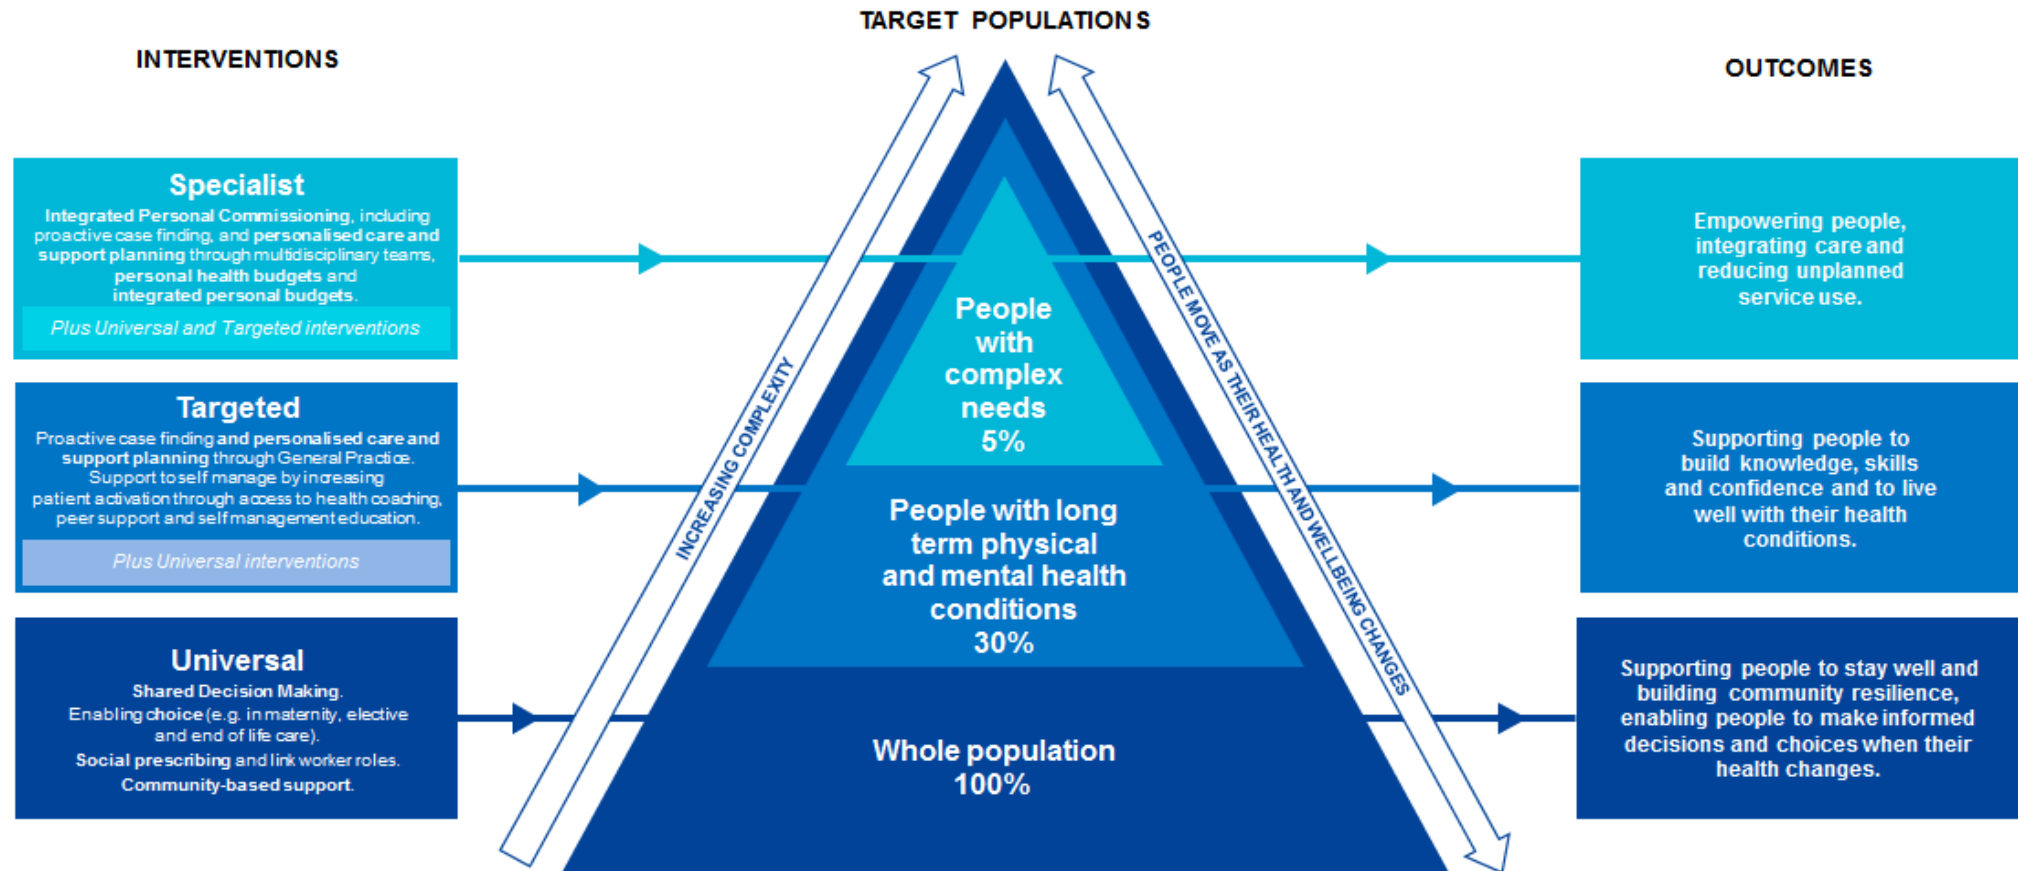 TARGET POPULATIONS
INTERVENTIONS
OUTCOMES
Specialist
Integrated Personal Commissioning, including
proactive case finding, and personalised care and
support planning through multidisciplinary teams,
personal health budgets and
integrated personal budgets.
Plus Universal and Targeted interventions
Targeted
Proactive case finding and personalised care and
support planning through General Practice.
Support to self manage by increasing
patient activation through access to health coaching,
peer support and self management education.
Plus Universal interventions
Universal
Shared Decision Making.
Enabling choice (e.g. in maternity, elective
and end of life care).
Social prescribing and link worker roles.
Community-based support.
INCREASING COMPLEXITY
People
with
complex
needs
5%
People with long
term physical
and mental health
conditions
30%
Whole population
100%
PEOPLE MOVE AS THEIR HEALTH AND WELLBEING CHANGES
Empowering people,
integrating care and
reducing unplanned
service use.
Supporting people to
build knowledge, skills
and confidence and to live
well with their health
conditions.
Supporting people to stay well and
building community resilience,
enabling people to make informed
decisions and choices when their
health changes.